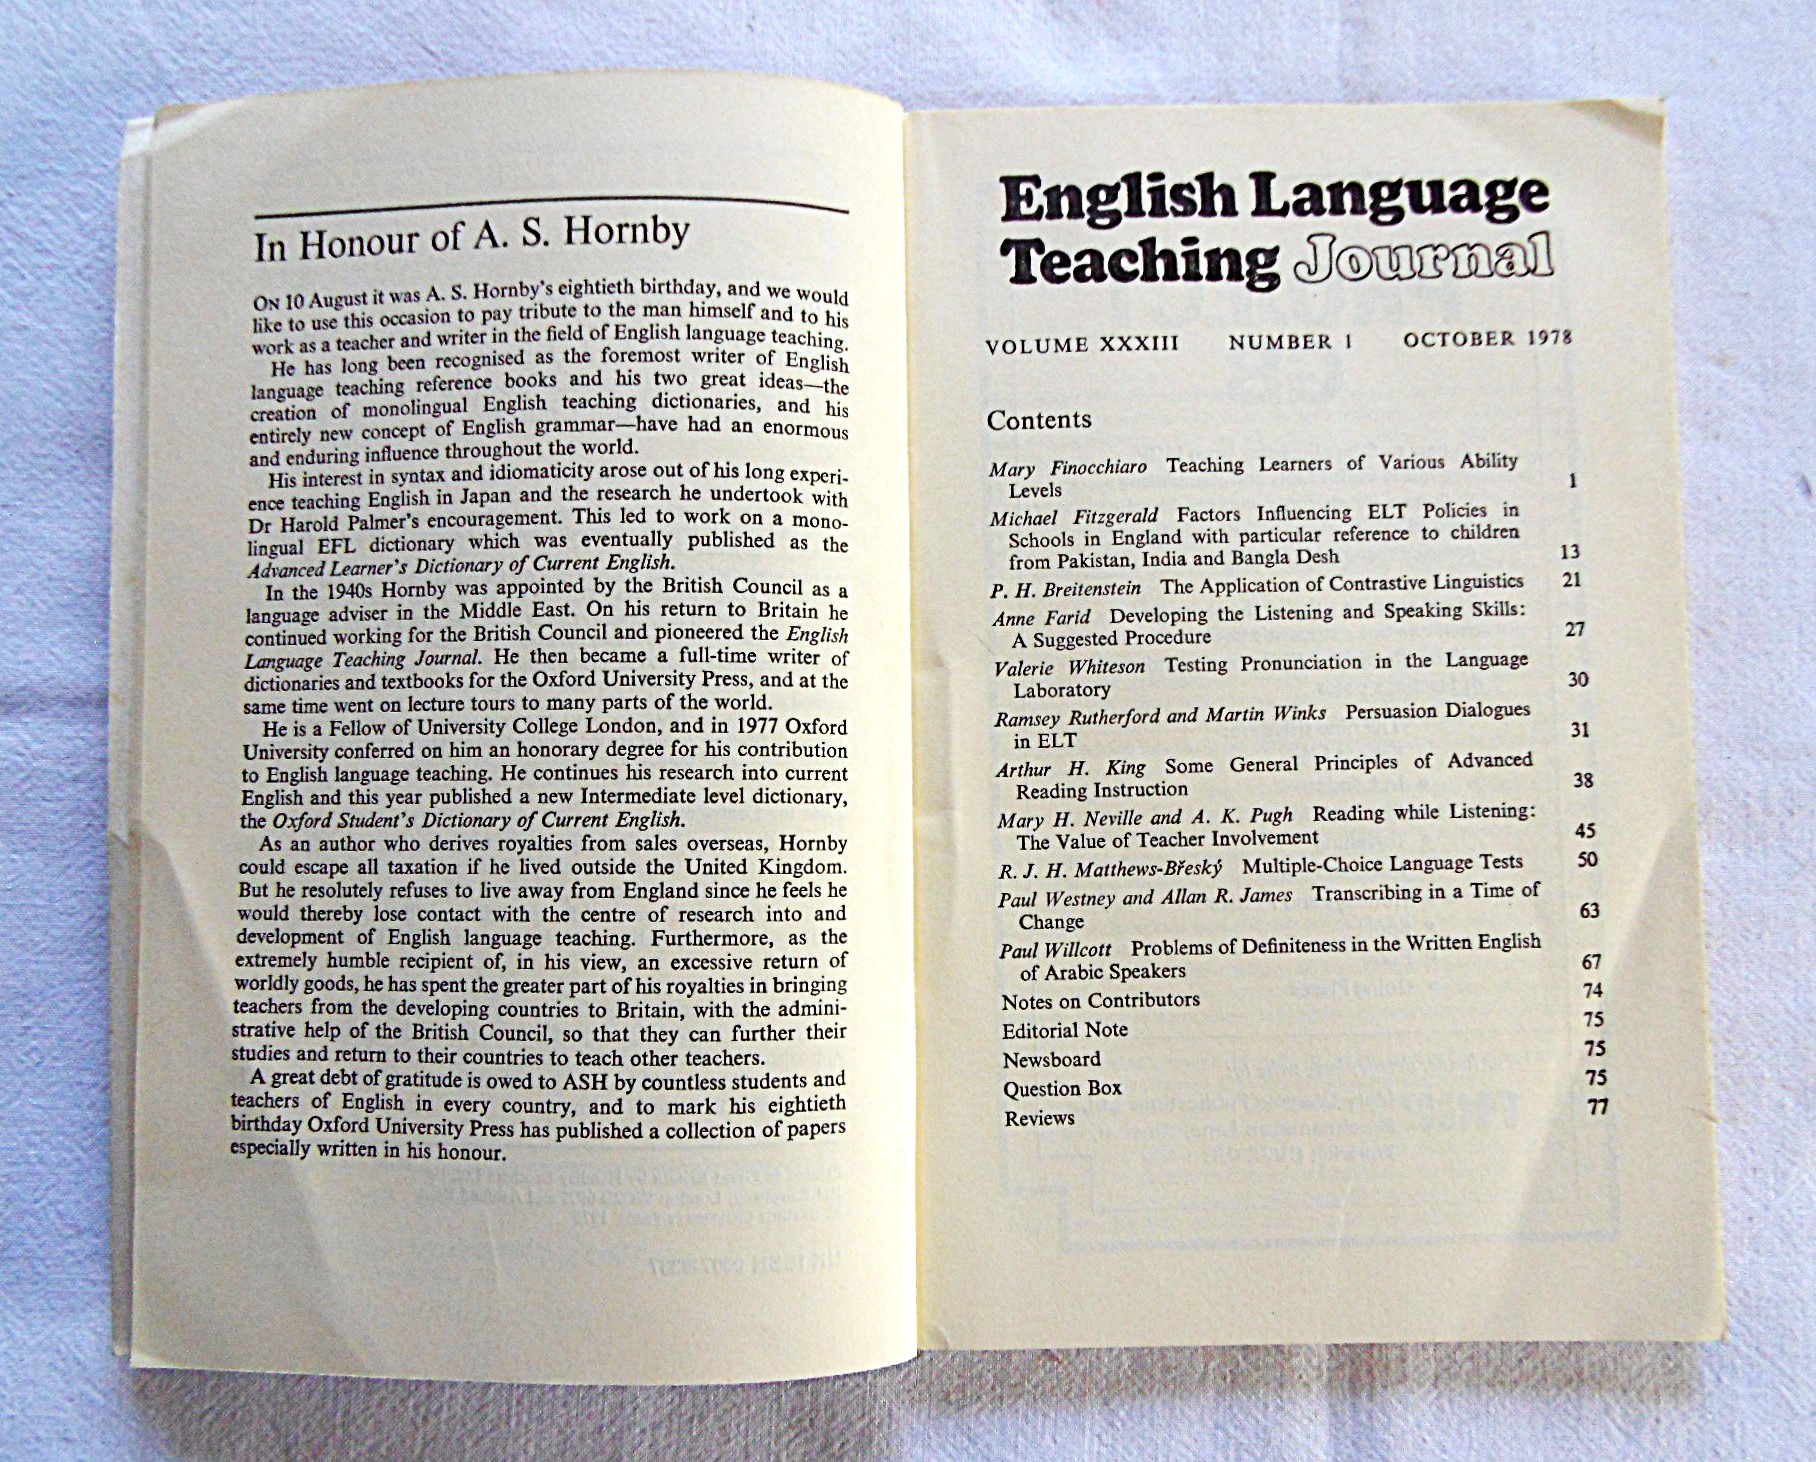 In Honour of A. S. Hornby
ON 10 August it was A. S. Hornby's eightieth birthday, and we would
like to use this occasion to pay tribute to the man himself and to his
work as a teacher and writer in the field of English language teaching.
He has long been recognised as the foremost writer of English
language teaching reference books and his two great ideas—the
creation of monolingual English teaching dictionaries, and his
entirely new concept of English grammar—have had an enormous
and enduring influence throughout the world.
His interest in syntax and idiomaticity arose out of his long experi-
ence teaching English in Japan and the research he undertook with
Dr Harold Palmer's encouragement. This led to work on a mono-
lingual EFL dictionary which was eventually published as the
Advanced Learner's Dictionary of Current English.
In the 1940s Hornby was appointed by the British Council as a
language adviser in the Middle East. On his return to Britain he
continued working for the British Council and pioneered the English
Language Teaching Journal. He then became a full-time writer of
dictionaries and textbooks for the Oxford University Press, and at the
same time went on lecture tours to many parts of the world.
He is a Fellow of University College London, and in 1977 Oxford
University conferred on him an honorary degree for his contribution
to English language teaching. He continues his research into current
English and this year published a new Intermediate level dictionary,
the Oxford Student's Dictionary of Current English.
As an author who derives royalties from sales overseas, Hornby
could escape all taxation if he lived outside the United Kingdom.
But he resolutely refuses to live away from England since he feels he
would thereby lose contact with the centre of research into and
development of English language teaching. Furthermore, as the
extremely humble recipient of, in his view, an excessive return of
worldly goods, he has spent the greater part of his royalties in bringing
teachers from the developing countries to Britain, with the admini-
strative help of the British Council, so that they can further their
studies and return to their countries to teach other teachers.
A great debt of gratitude is owed to ASH by countless students and
teachers of English in every country, and to mark his eightieth
birthday Oxford University Press has published a collection of papers
especially written in his honour.
English Language
Teaching Journal
VOLUME XXXIII NUMBER 1 OCTOBER 1978
Contents
Mary Finocchiaro Teaching Learners of Various Ability
Levels 1
Michael Fitzgerald Factors Influencing ELT Policies in
Schools in England with particular reference to children
from Pakistan, India and Bangla Desh 13
P. H. Breitenstein The Application of Contrastive Linguistics 21
Anne Farid Developing the Listening and Speaking Skills:
A Suggested Procedure 27
Valerie Whiteson Testing Pronunciation in the Language
Laboratory 30
Ramsey Rutherford and Martin Winks Persuasion Dialogues
in ELT 31
Arthur H. King Some General Principles of Advanced
Reading Instruction 38
Mary H. Neville and A. K. Pugh Reading while Listening:
The Value of Teacher Involvement 45
R. J. H. Matthews-Břeský Multiple-Choice Language Tests 50
Paul Westney and Allan R. James Transcribing in a Time of
Change 63
Paul Willcott Problems of Definiteness in the Written English
of Arabic Speakers 67
Notes on Contributors 74
Editorial Note 75
Newsboard 75
Question Box 75
Reviews 77